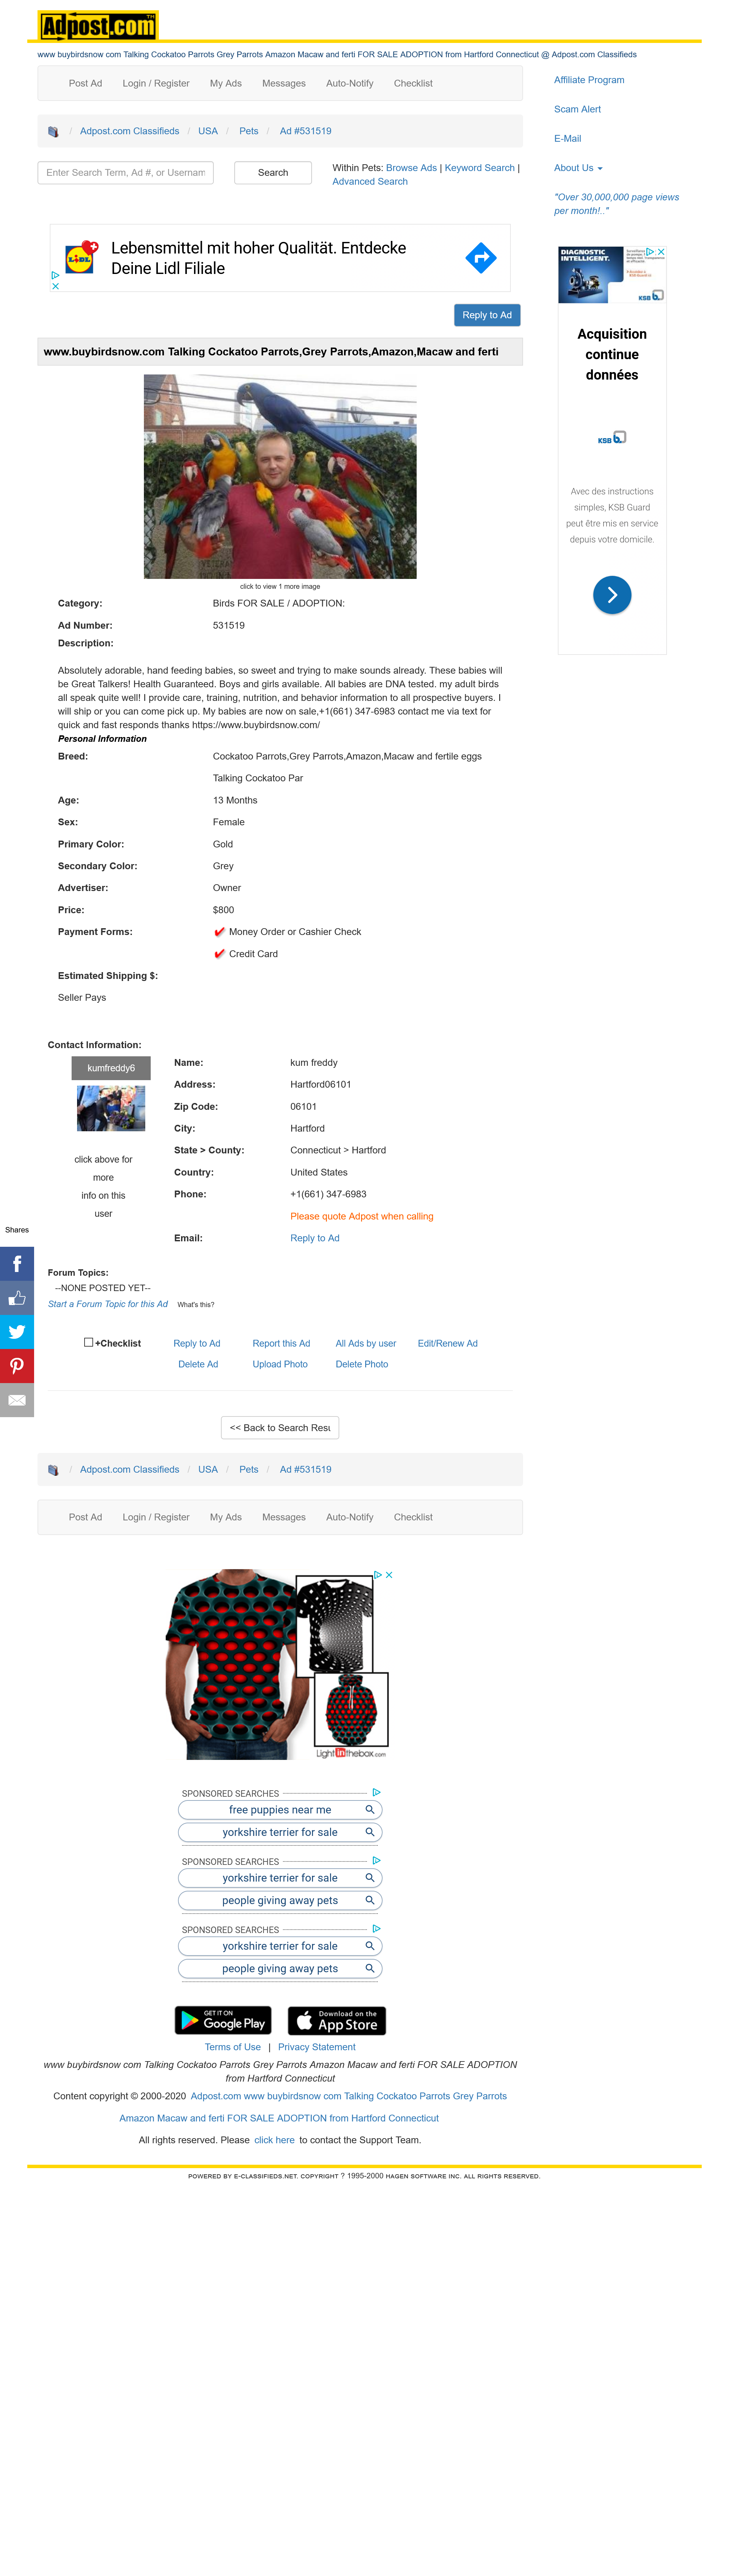 Adpost.com TM
www buybirdsnow com Talking Cockatoo Parrots Grey Parrots Amazon Macaw and ferti FOR SALE ADOPTION from Hartford Connecticut @ Adpost.com Classifieds
Post Ad Login / Register My Ads Messages Auto-Notify Checklist
/ Adpost.com Classifieds / USA / Pets / Ad #531519
Enter Search Term, Ad #, or Usernam Search
Within Pets: Browse Ads | Keyword Search |
Advanced Search
Affiliate Program
Scam Alert
E-Mail
About Us
"Over 30,000,000 page views
per month!.."
LIDL
Lebensmittel mit hoher Qualität. Entdecke
Deine Lidl Filiale
DIAGNOSTIC
INTELLIGENT.
KSB
Acquisition
continue
données
KSB
Avec des instructions
simples, KSB Guard
peut être mis en service
depuis votre domicile.
Reply to Ad
www.buybirdsnow.com Talking Cockatoo Parrots,Grey Parrots,Amazon,Macaw and ferti
click to view 1 more image
Category: Birds FOR SALE / ADOPTION:
Ad Number: 531519
Description:
Absolutely adorable, hand feeding babies, so sweet and trying to make sounds already. These babies will
be Great Talkers! Health Guaranteed. Boys and girls available. All babies are DNA tested. my adult birds
all speak quite well! I provide care, training, nutrition, and behavior information to all prospective buyers. I
will ship or you can come pick up. My babies are now on sale,+1(661) 347-6983 contact me via text for
quick and fast responds thanks https://www.buybirdsnow.com/
Personal Information
Breed: Cockatoo Parrots,Grey Parrots,Amazon,Macaw and fertile eggs
Talking Cockatoo Par
Age: 13 Months
Sex: Female
Primary Color: Gold
Secondary Color: Grey
Advertiser: Owner
Price: $800
Payment Forms: Money Order or Cashier Check
Credit Card
Estimated Shipping $:
Seller Pays
Contact Information:
kumfreddy6
click above for
more
info on this
user
Name: kum freddy
Address: Hartford06101
Zip Code: 06101
City: Hartford
State > County: Connecticut > Hartford
Country: United States
Phone: +1(661) 347-6983
Please quote Adpost when calling
Email: Reply to Ad
Shares
Forum Topics:
--NONE POSTED YET--
Start a Forum Topic for this Ad What's this?
+Checklist Reply to Ad Report this Ad All Ads by user Edit/Renew Ad
Delete Ad Upload Photo Delete Photo
<< Back to Search Resu
/ Adpost.com Classifieds / USA / Pets / Ad #531519
Post Ad Login / Register My Ads Messages Auto-Notify Checklist
LightInthebox.com
SPONSORED SEARCHES
free puppies near me
yorkshire terrier for sale
SPONSORED SEARCHES
yorkshire terrier for sale
people giving away pets
SPONSORED SEARCHES
yorkshire terrier for sale
people giving away pets
GET IT ON
Google Play
Download on the
App Store
Terms of Use | Privacy Statement
www buybirdsnow com Talking Cockatoo Parrots Grey Parrots Amazon Macaw and ferti FOR SALE ADOPTION
from Hartford Connecticut
Content copyright © 2000-2020 Adpost.com www buybirdsnow com Talking Cockatoo Parrots Grey Parrots
Amazon Macaw and ferti FOR SALE ADOPTION from Hartford Connecticut
All rights reserved. Please click here to contact the Support Team.
POWERED BY E-CLASSIFIEDS.NET. COPYRIGHT ? 1995-2000 HAGEN SOFTWARE INC. ALL RIGHTS RESERVED.